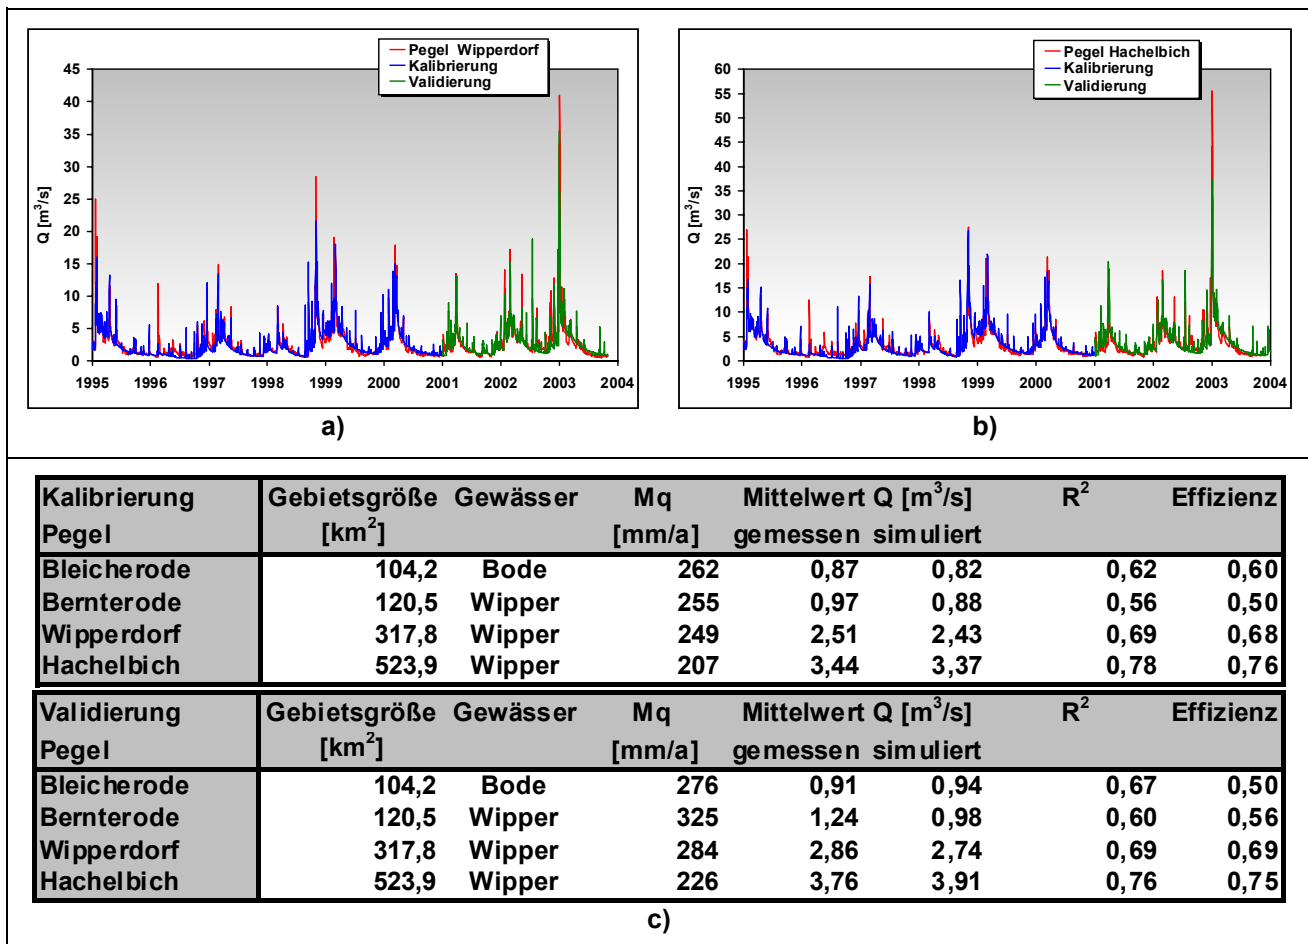 Pegel Wipperdorf
Kalibrierung
Validierung
45
40
35
30
25
20
15
10
5
0
Q [m³/s]
1995 1996 1997 1998 1999 2000 2001 2002 2003 2004
a)
Pegel Hachelbich
Kalibrierung
Validierung
60
55
50
45
40
35
30
25
20
15
10
5
0
Q [m³/s]
1995 1996 1997 1998 1999 2000 2001 2002 2003 2004
b)
Kalibrierung Gebietsgröße Gewässer Mq Mittelwert Q [m³/s] R² Effizienz
Pegel [km²] [mm/a] gemessen simuliert
Bleicherode 104,2 Bode 262 0,87 0,82 0,62 0,60
Bernterode 120,5 Wipper 255 0,97 0,88 0,56 0,50
Wipperdorf 317,8 Wipper 249 2,51 2,43 0,69 0,68
Hachelbich 523,9 Wipper 207 3,44 3,37 0,78 0,76
Validierung Gebietsgröße Gewässer Mq Mittelwert Q [m³/s] R² Effizienz
Pegel [km²] [mm/a] gemessen simuliert
Bleicherode 104,2 Bode 276 0,91 0,94 0,67 0,50
Bernterode 120,5 Wipper 325 1,24 0,98 0,60 0,56
Wipperdorf 317,8 Wipper 284 2,86 2,74 0,69 0,69
Hachelbich 523,9 Wipper 226 3,76 3,91 0,76 0,75
c)